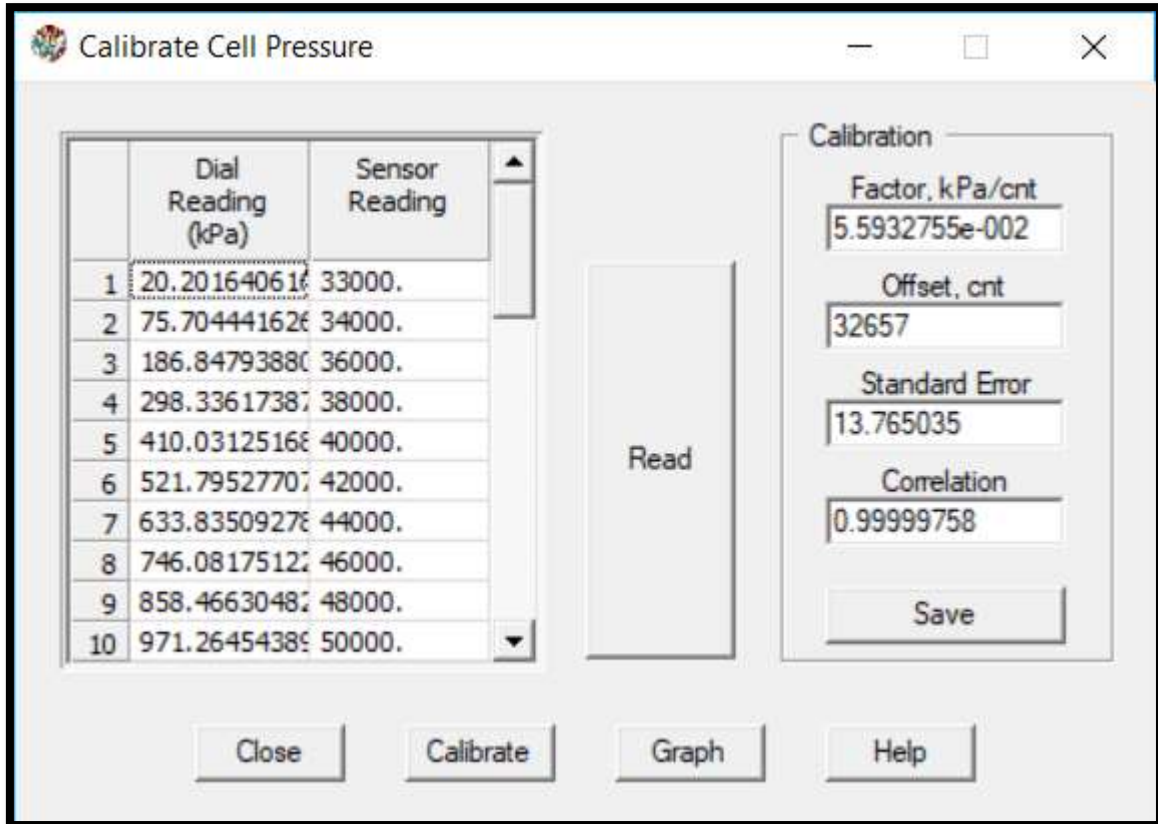 Calibrate Cell Pressure
Dial
Reading
(kPa)
Sensor
Reading
1 20.20164061 33000.
2 75.70444162 34000.
3 186.8479388 36000.
4 298.3361738 38000.
5 410.0312516 40000.
6 521.7952770 42000.
7 633.8350927 44000.
8 746.0817512 46000.
9 858.4663048 48000.
10 971.2645438 50000.
Read
Calibration
Factor, kPa/cnt
5.5932755e-002
Offset, cnt
32657
Standard Error
13.765035
Correlation
0.99999758
Save
Close
Calibrate
Graph
Help